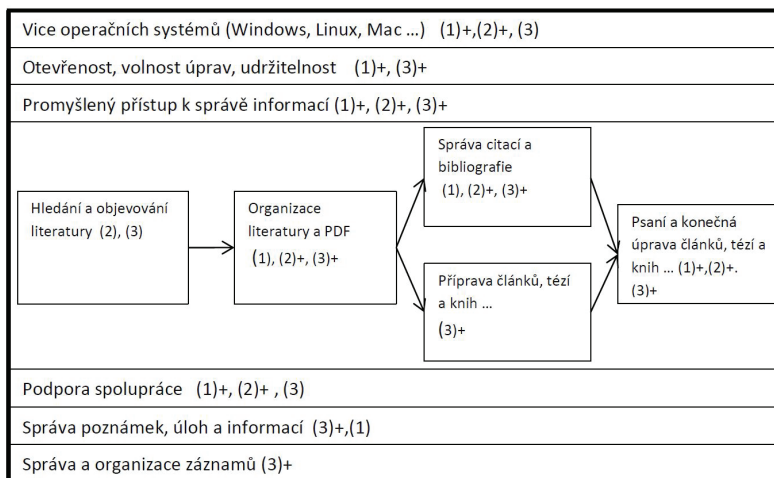 Vice operačních systémů (Windows, Linux, Mac ...) (1)+,(2)+, (3)
Otevřenost, volnost úprav, udržitelnost (1)+, (3)+
Promyšlený přístup k správě informací (1)+, (2)+, (3)+
Hledání a objevování
literatury (2), (3)
Organizace
literatury a PDF
(1), (2)+, (3)+
Správa citací a
bibliografie
(1), (2)+, (3)+
Příprava článků, tézí
a knih ...
(3)+
Psaní a konečná
úprava článků, tézí a
knih ... (1)+,(2)+.
(3)+
Podpora spolupráce (1)+, (2)+ , (3)
Správa poznámek, úloh a informací (3)+,(1)
Správa a organizace záznamů (3)+